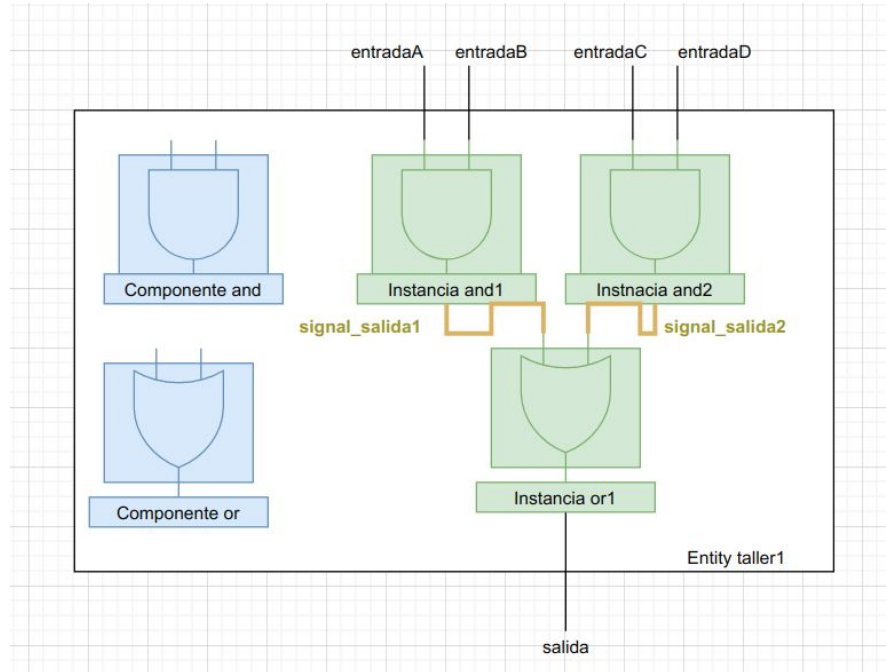 entradaA
entradaB
entradaC
entradaD
Componente and
Instancia and1
Instnacia and2
signal_salida1
signal_salida2
Componente or
Instancia or1
Entity taller1
salida